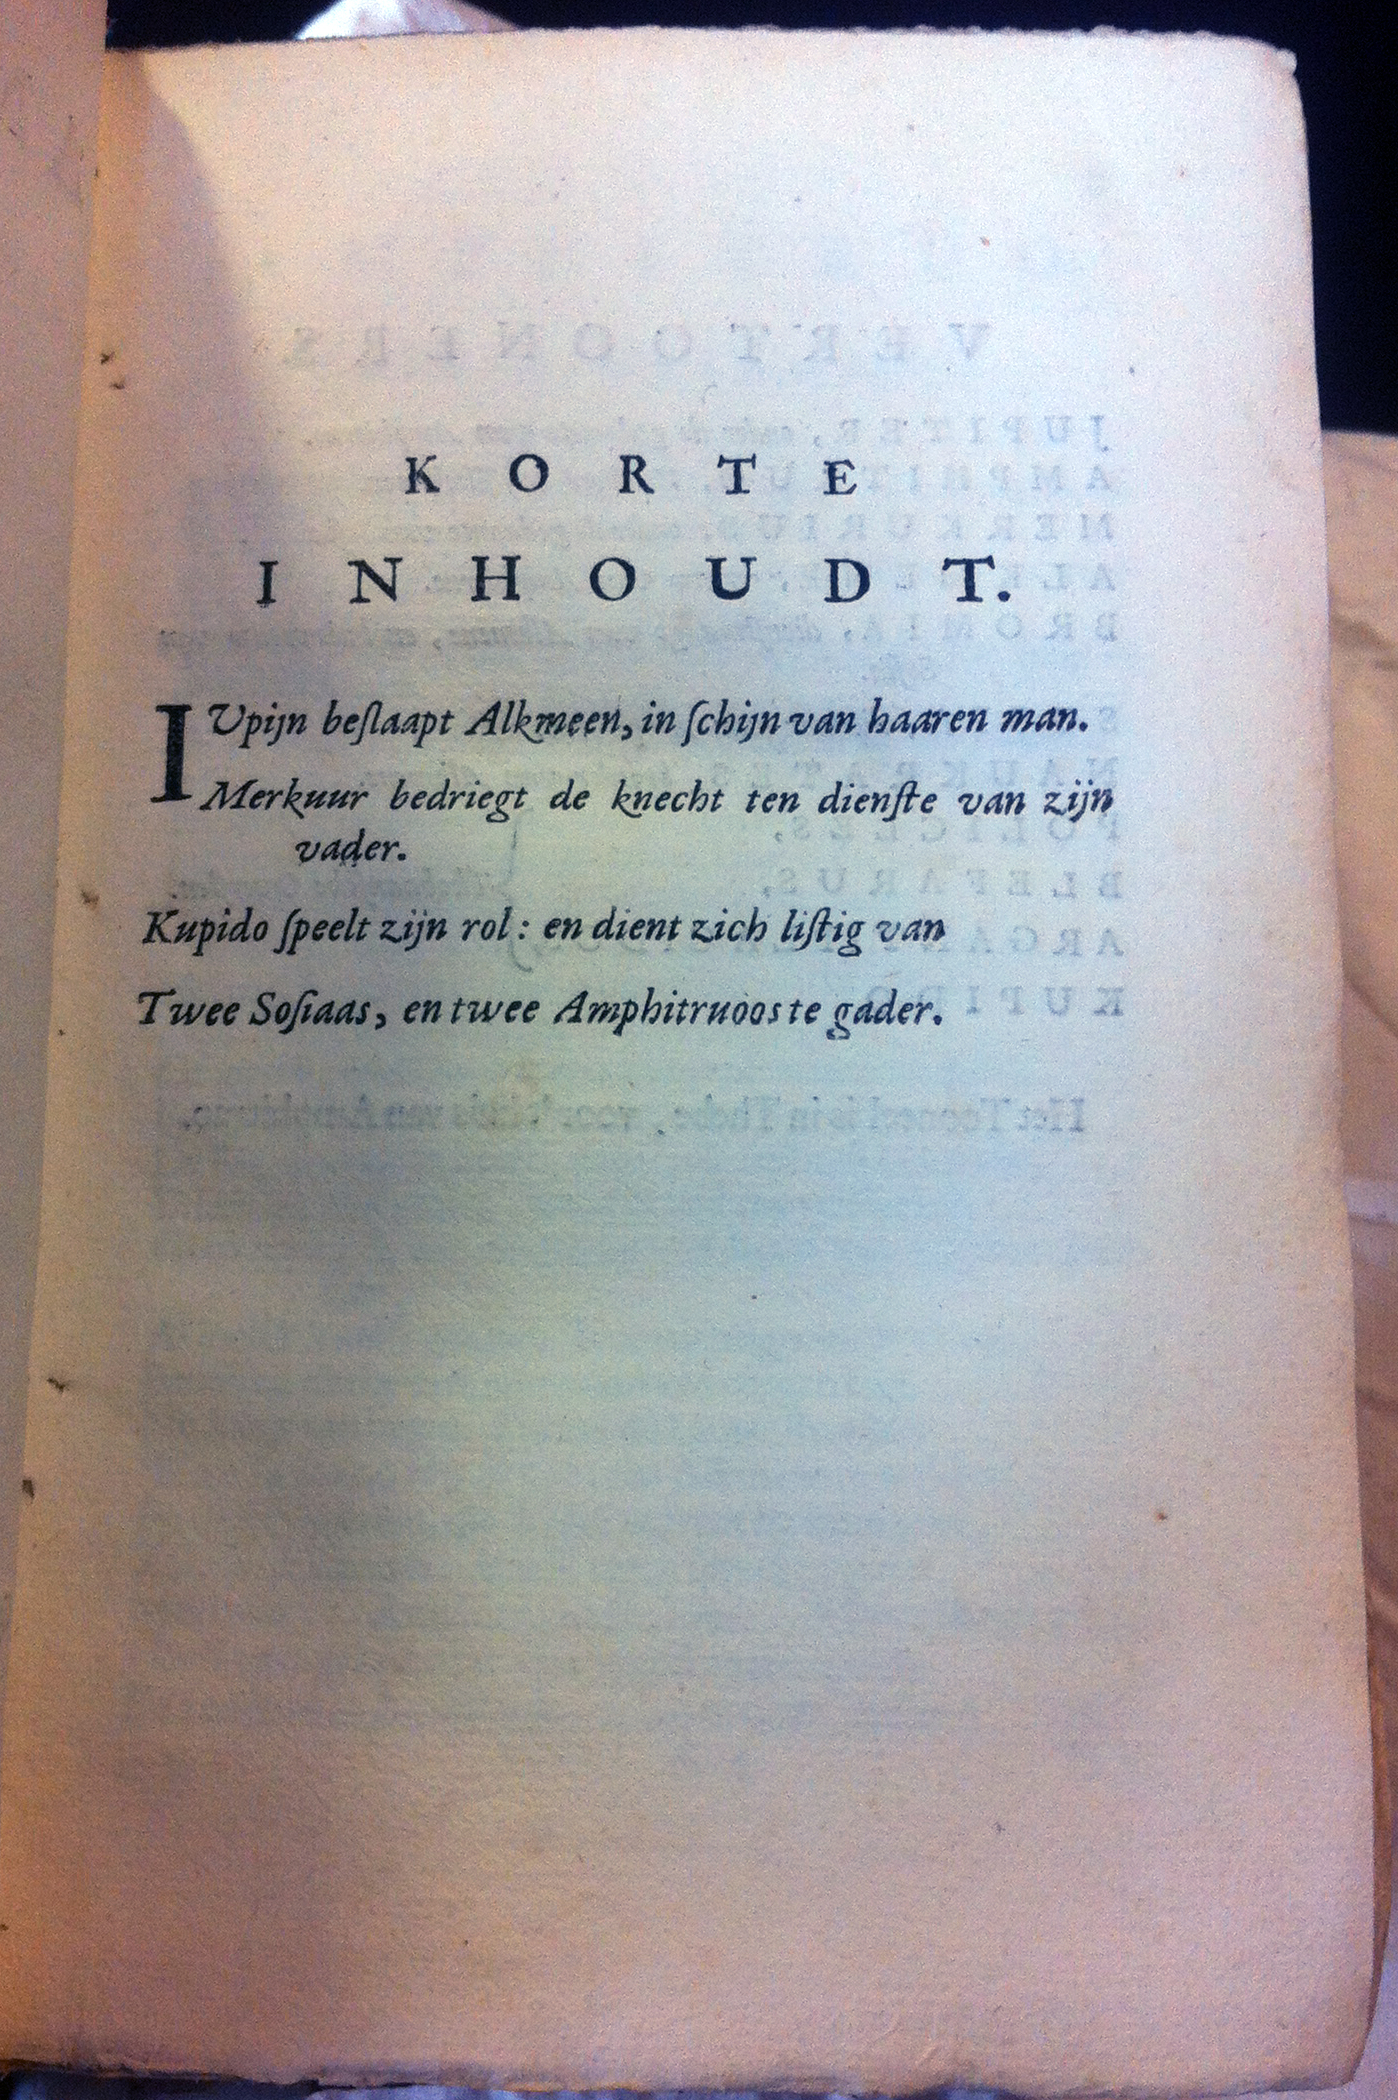 KORTE
INHOUDT.
IUpijn beſlaapt Alkmeen, in ſchijn van haaren man.
Merkuur bedriegt de knecht ten dienſte van zijn
vader.
Kupido ſpeelt zijn rol: en dient zich liſtig van
Twee Soſiaas, en twee Amphitruoos te gader.